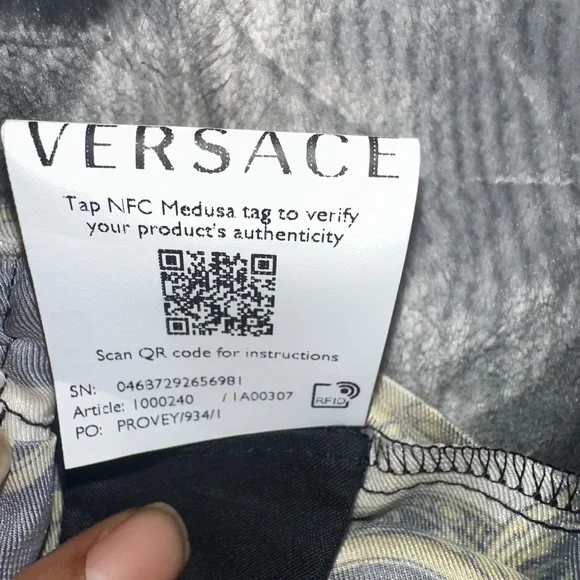 VERSACE
Tap NFC Medusa tag to verify
your product's authenticity
Scan QR code for instructions
SN: 04637292656981
Article: 1000240 /1A00307
PO: PROVEY/934/1
RFID